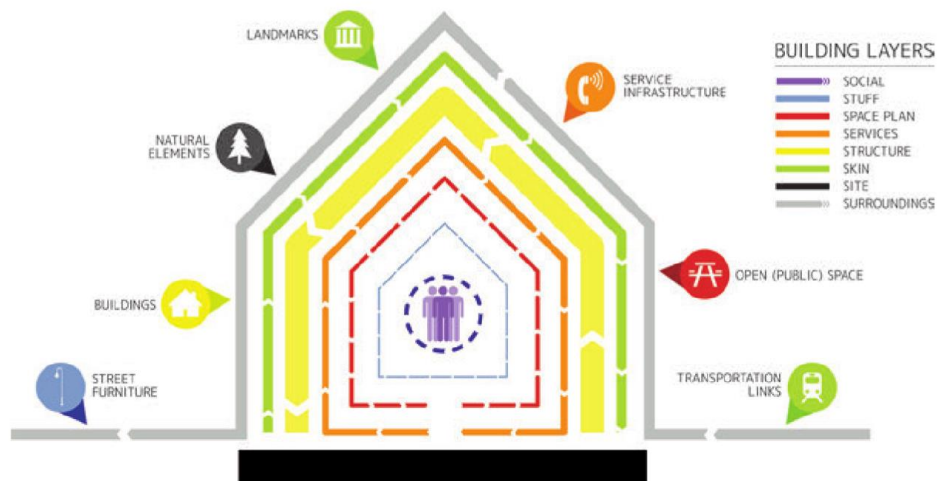 LANDMARKS
SERVICE
INFRASTRUCTURE
NATURAL
ELEMENTS
BUILDINGS
OPEN (PUBLIC) SPACE
STREET
FURNITURE
TRANSPORTATION
LINKS
BUILDING LAYERS
SOCIAL
STUFF
SPACE PLAN
SERVICES
STRUCTURE
SKIN
SITE
SURROUNDINGS